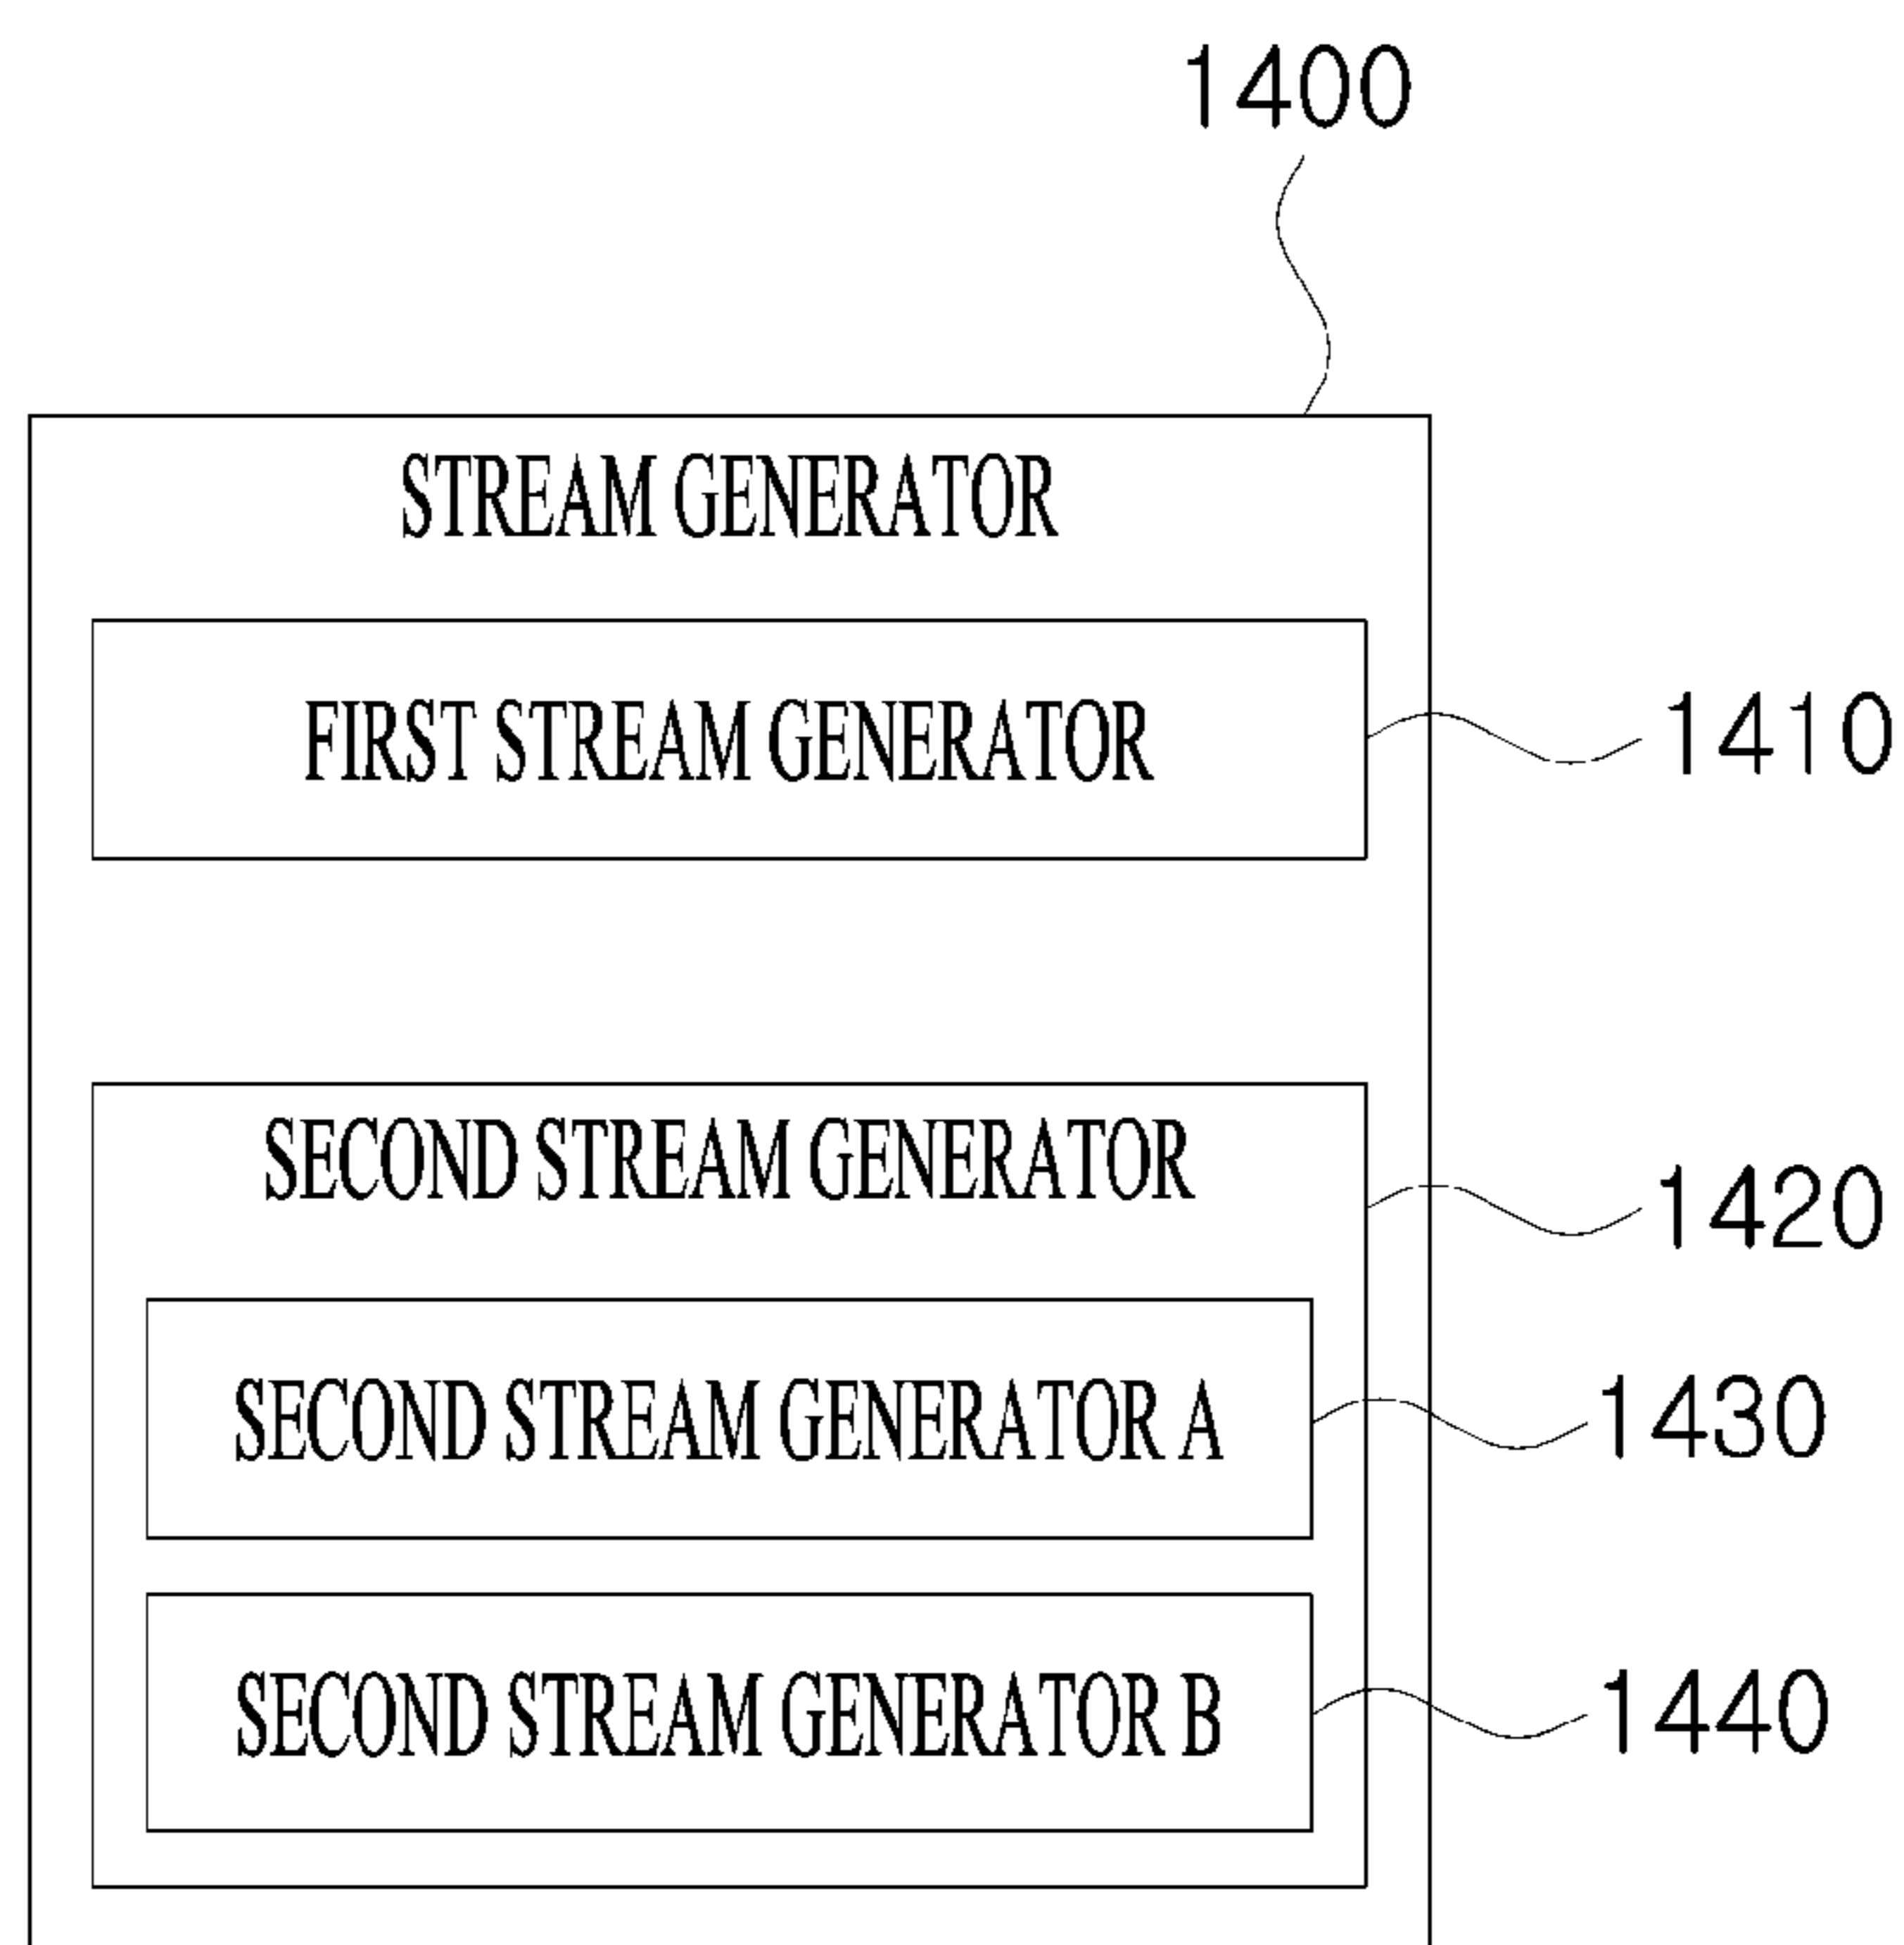 1400
STREAM GENERATOR
FIRST STREAM GENERATOR
1410
SECOND STREAM GENERATOR
1420
SECOND STREAM GENERATOR A
1430
SECOND STREAM GENERATOR B
1440